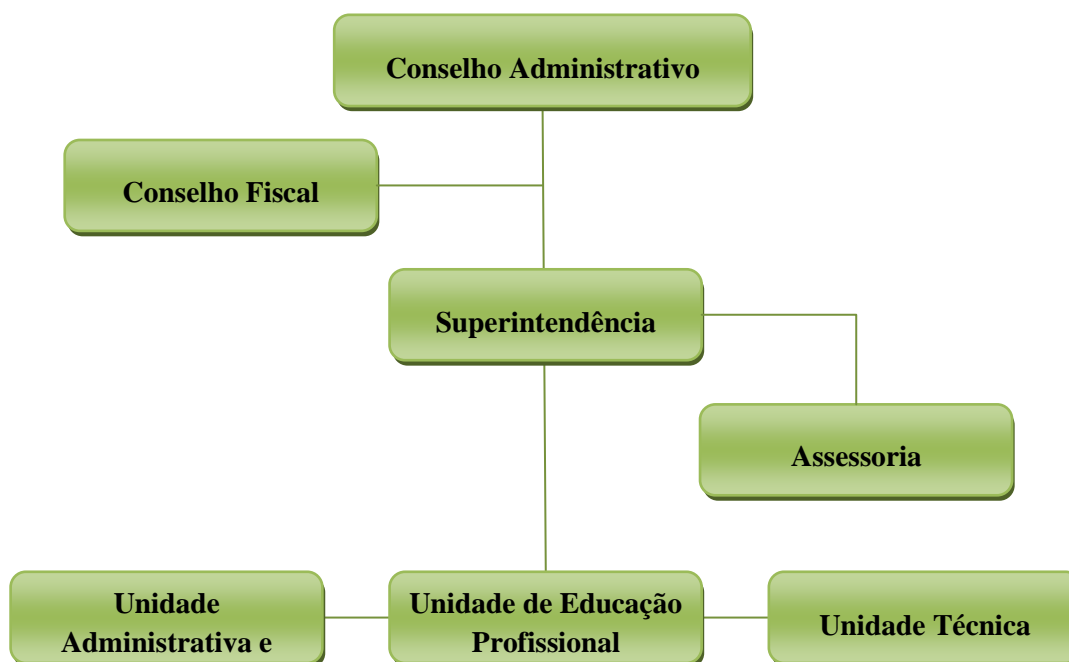 Conselho Administrativo
Conselho Fiscal
Superintendência
Assessoria
Unidade
Administrativa e
Unidade de Educação
Profissional
Unidade Técnica